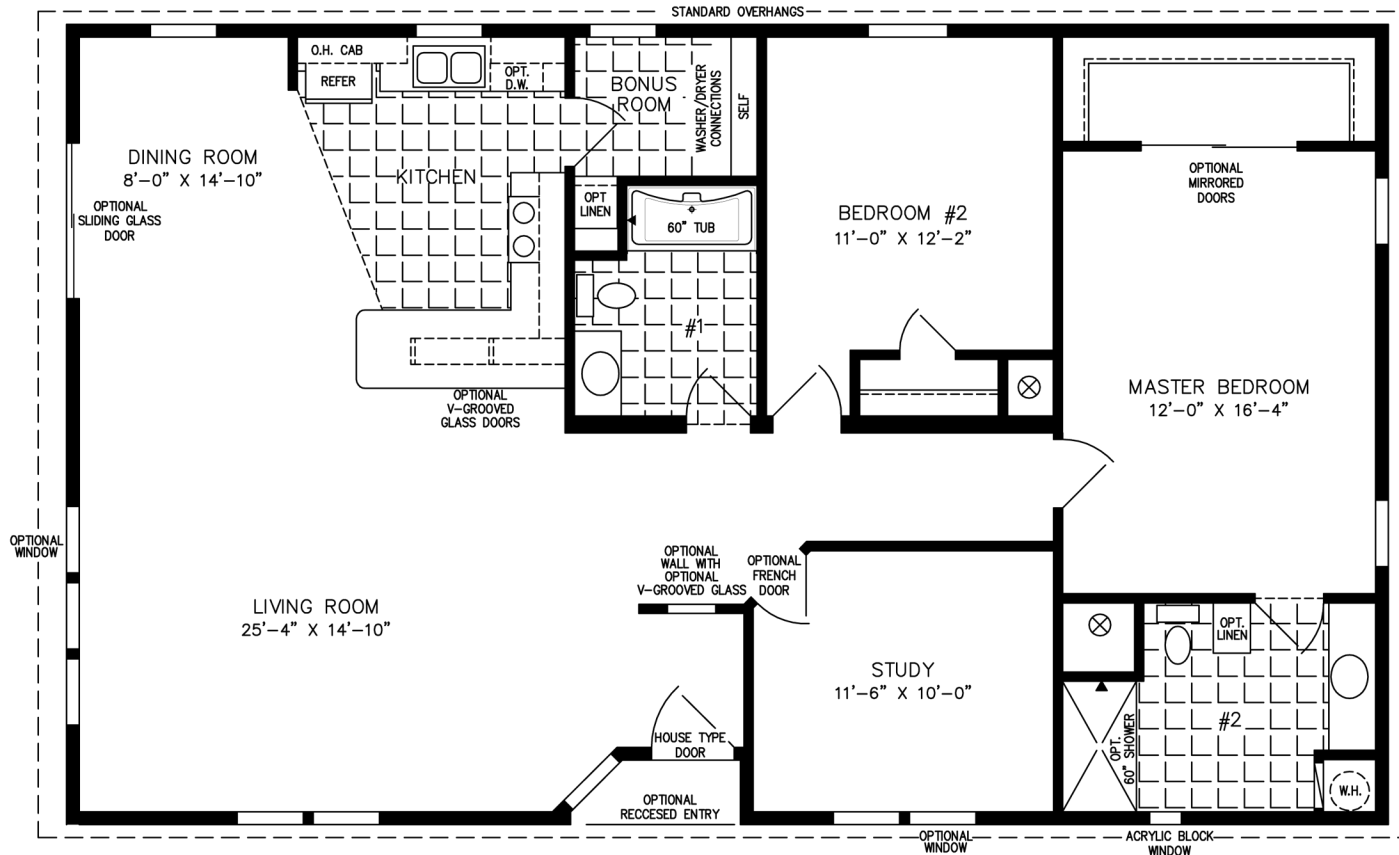 STANDARD OVERHANGS
O.H. CAB
REFER
OPT.
D.W.
BONUS
ROOM
WASHER/DRYER
CONNECTIONS
SELF
DINING ROOM
8'-0" X 14'-10"
OPTIONAL
SLIDING GLASS
DOOR
KITCHEN
OPT
LINEN
60" TUB
#1
BEDROOM #2
11'-0" X 12'-2"
OPTIONAL
MIRRORED
DOORS
MASTER BEDROOM
12'-0" X 16'-4"
OPTIONAL
V-GROOVED
GLASS DOORS
OPTIONAL
WINDOW
OPTIONAL
WALL WITH
OPTIONAL
V-GROOVED GLASS
OPTIONAL
FRENCH
DOOR
LIVING ROOM
25'-4" X 14'-10"
STUDY
11'-6" X 10'-0"
OPT.
LINEN
#2
OPT.
60" SHOWER
W.H.
HOUSE TYPE
DOOR
OPTIONAL
RECCESED ENTRY
OPTIONAL
WINDOW
ACRYLIC BLOCK
WINDOW